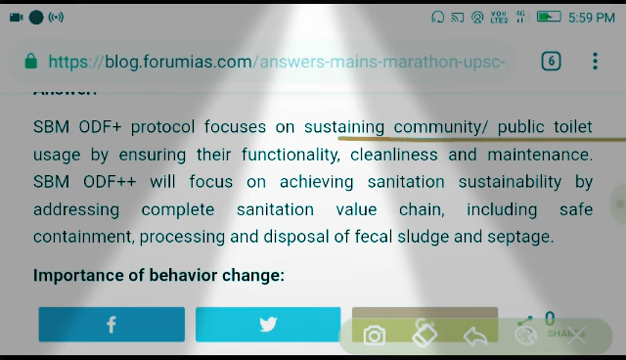 5:59 PM
https://blog.forumias.com/answers-mains-marathon-upsc-
6
Answer:
SBM ODF+ protocol focuses on sustaining community/ public toilet
usage by ensuring their functionality, cleanliness and maintenance.
SBM ODF++ will focus on achieving sanitation sustainability by
addressing complete sanitation value chain, including safe
containment, processing and disposal of fecal sludge and septage.
Importance of behavior change:
0
SHARES